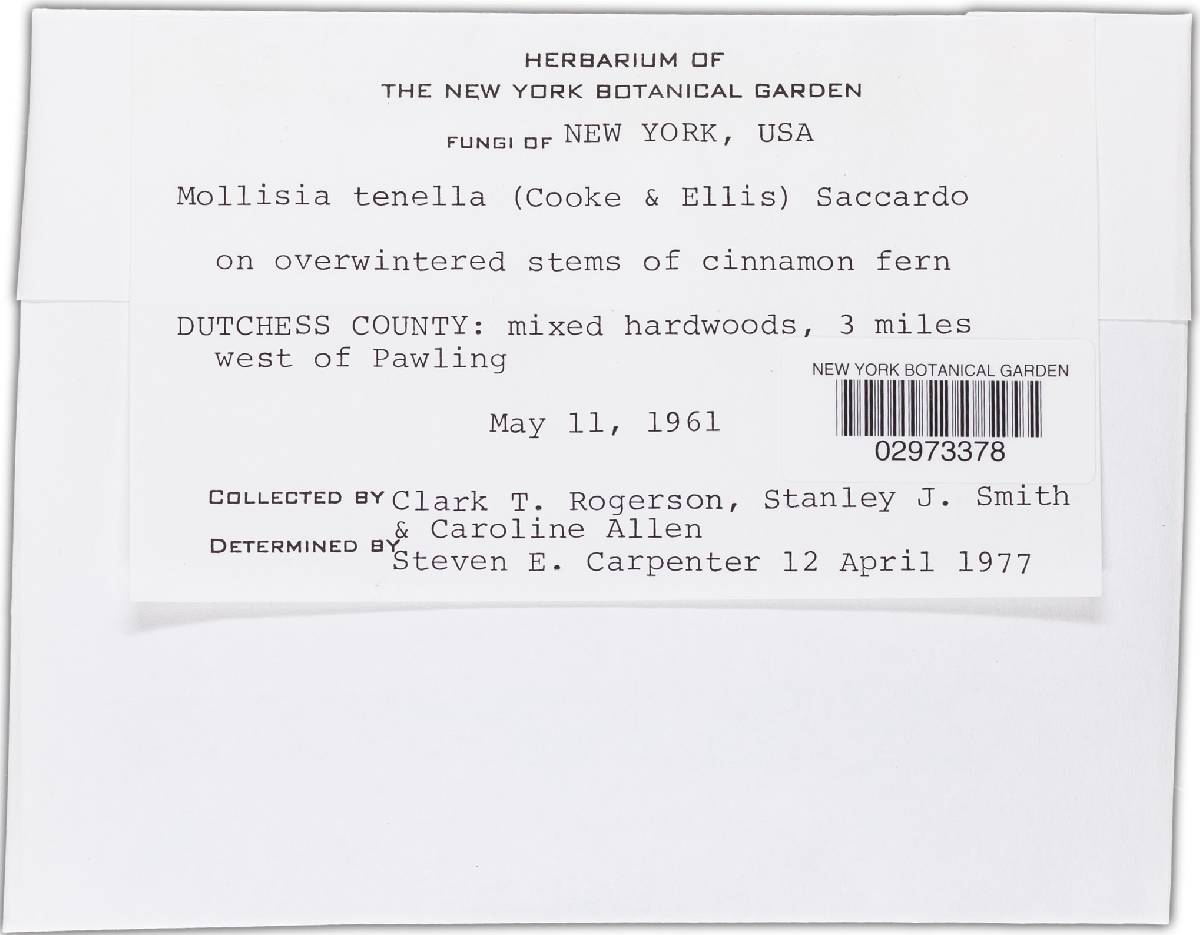 HERBARIUM OF
THE NEW YORK BOTANICAL GARDEN
FUNGI OF NEW YORK, USA
Mollisia tenella (Cooke & Ellis) Saccardo
on overwintered stems of cinnamon fern
DUTCHESS COUNTY: mixed hardwoods, 3 miles
west of Pawling
NEW YORK BOTANICAL GARDEN
02973378
May 11, 1961
COLLECTED BY Clark T. Rogerson, Stanley J. Smith
& Caroline Allen
DETERMINED BY Steven E. Carpenter 12 April 1977